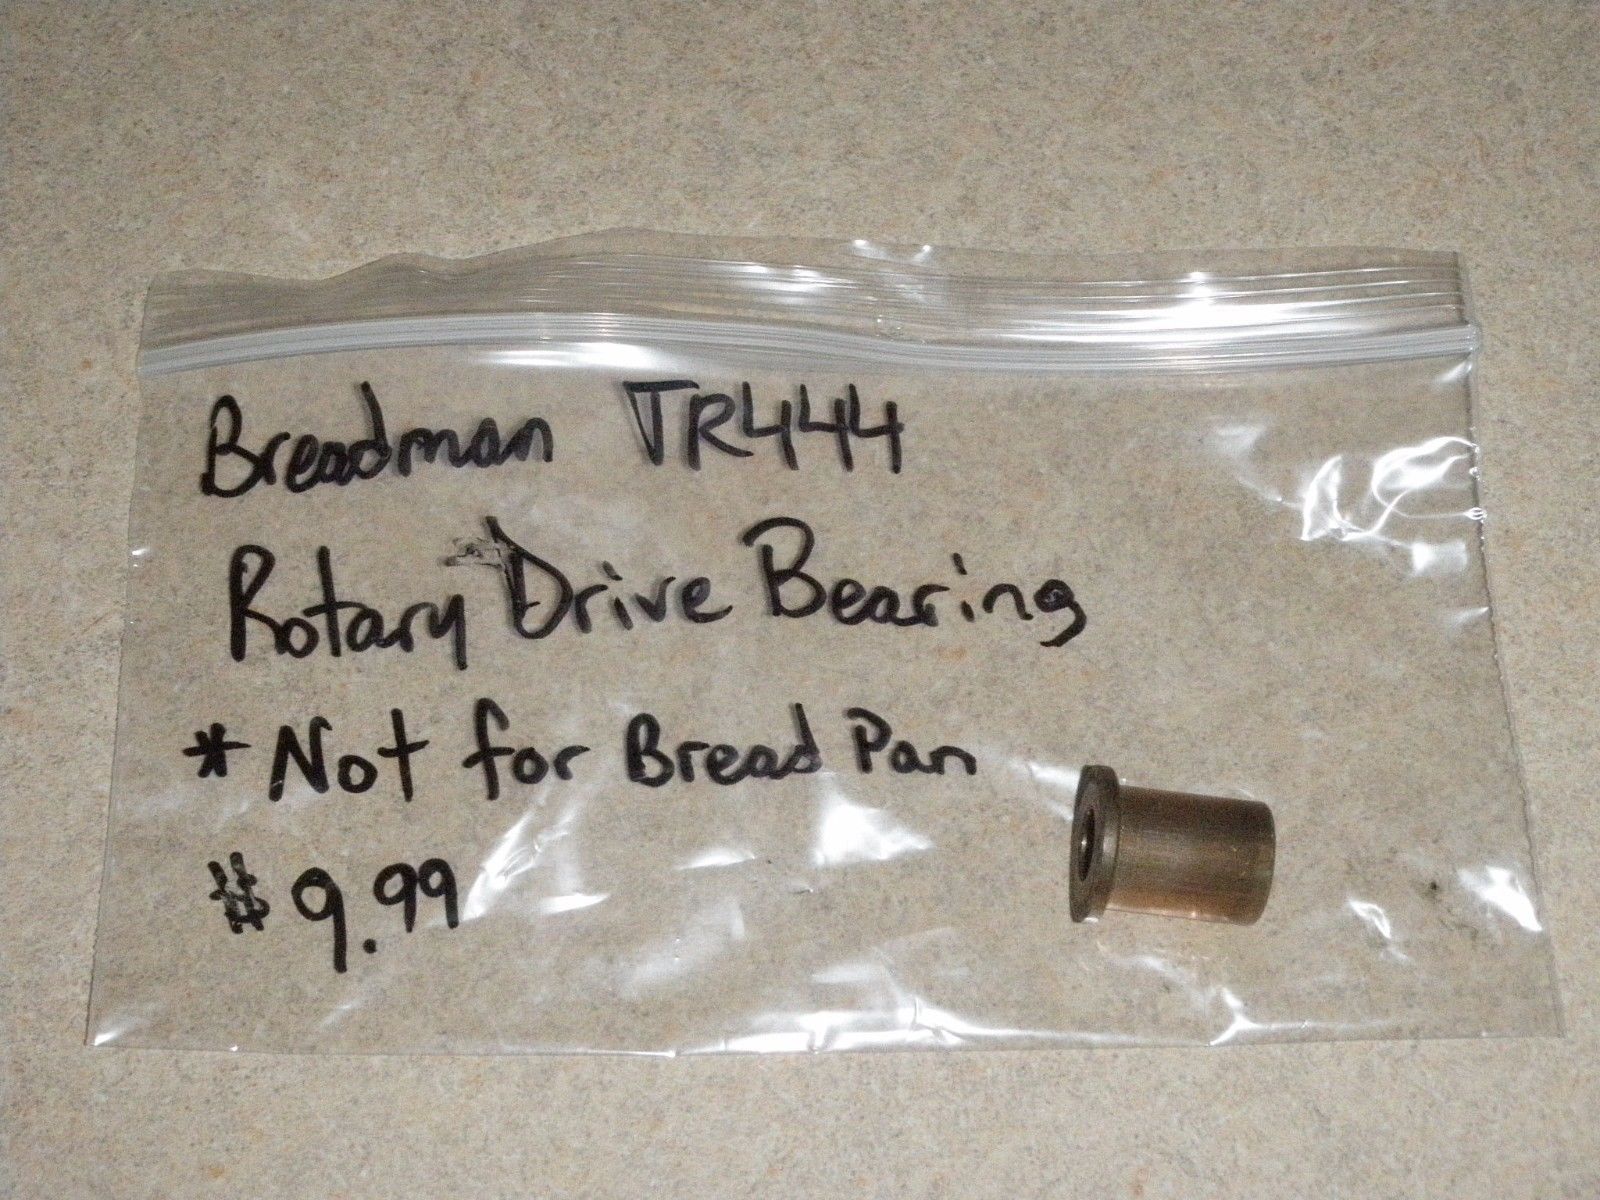 Breadman TR444
Rotary Drive Bearing
* Not for Bread Pan
$9.99